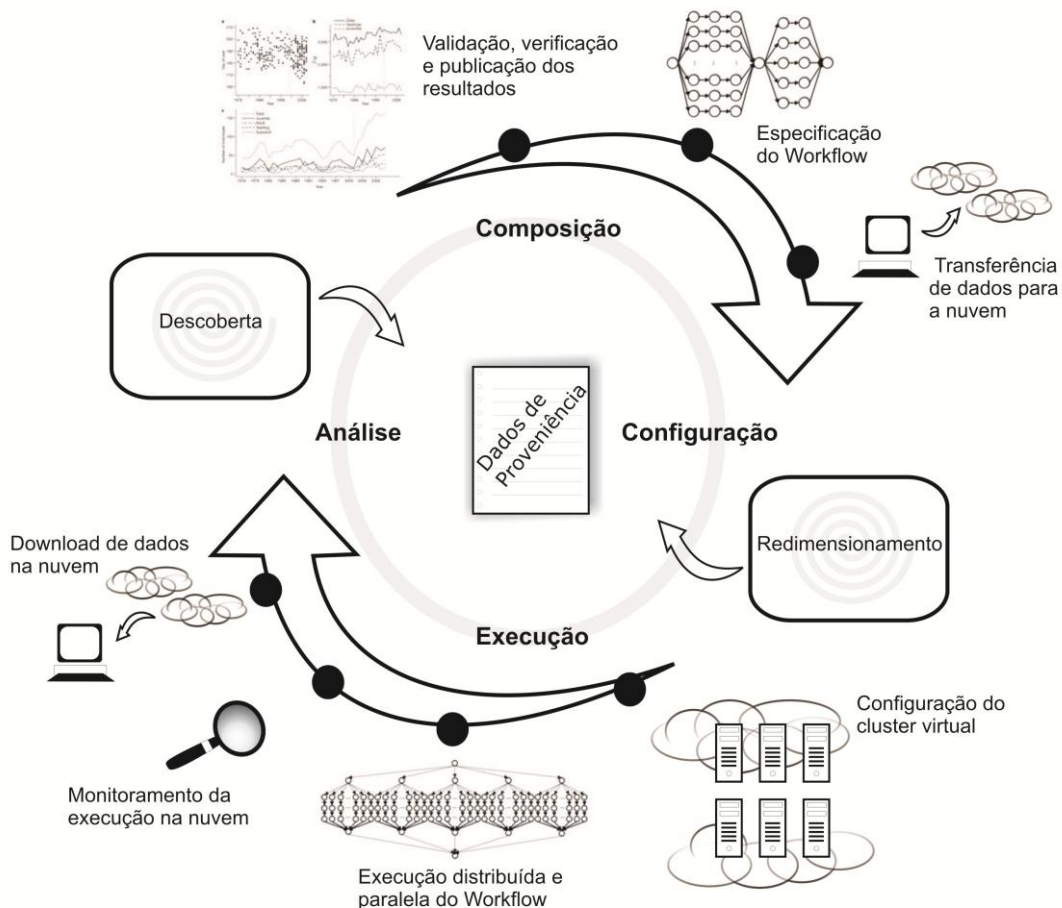 Validação, verificação
e publicação dos
resultados
Especificação
do Workflow
Composição
Transferência
de dados para
a nuvem
Descoberta
Dados de
Proveniência
Análise
Configuração
Download de dados
na nuvem
Redimensionamento
Execução
Configuração do
cluster virtual
Monitoramento da
execução na nuvem
Execução distribuída e
paralela do Workflow